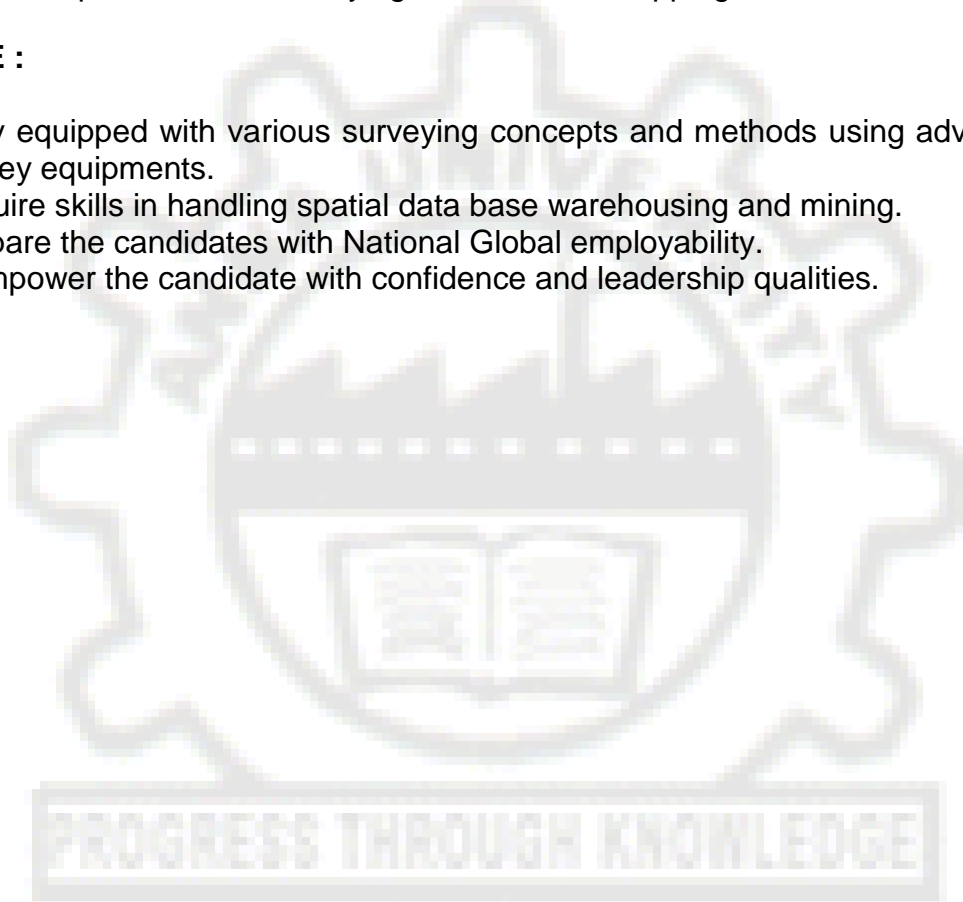 E :
equipped with various surveying concepts and methods using adv
ey equipments.
uire skills in handling spatial data base warehousing and mining.
pare the candidates with National Global employability.
power the candidate with confidence and leadership qualities.
UNIVERSITY
PROGRESS THROUGH KNOWLEDGE